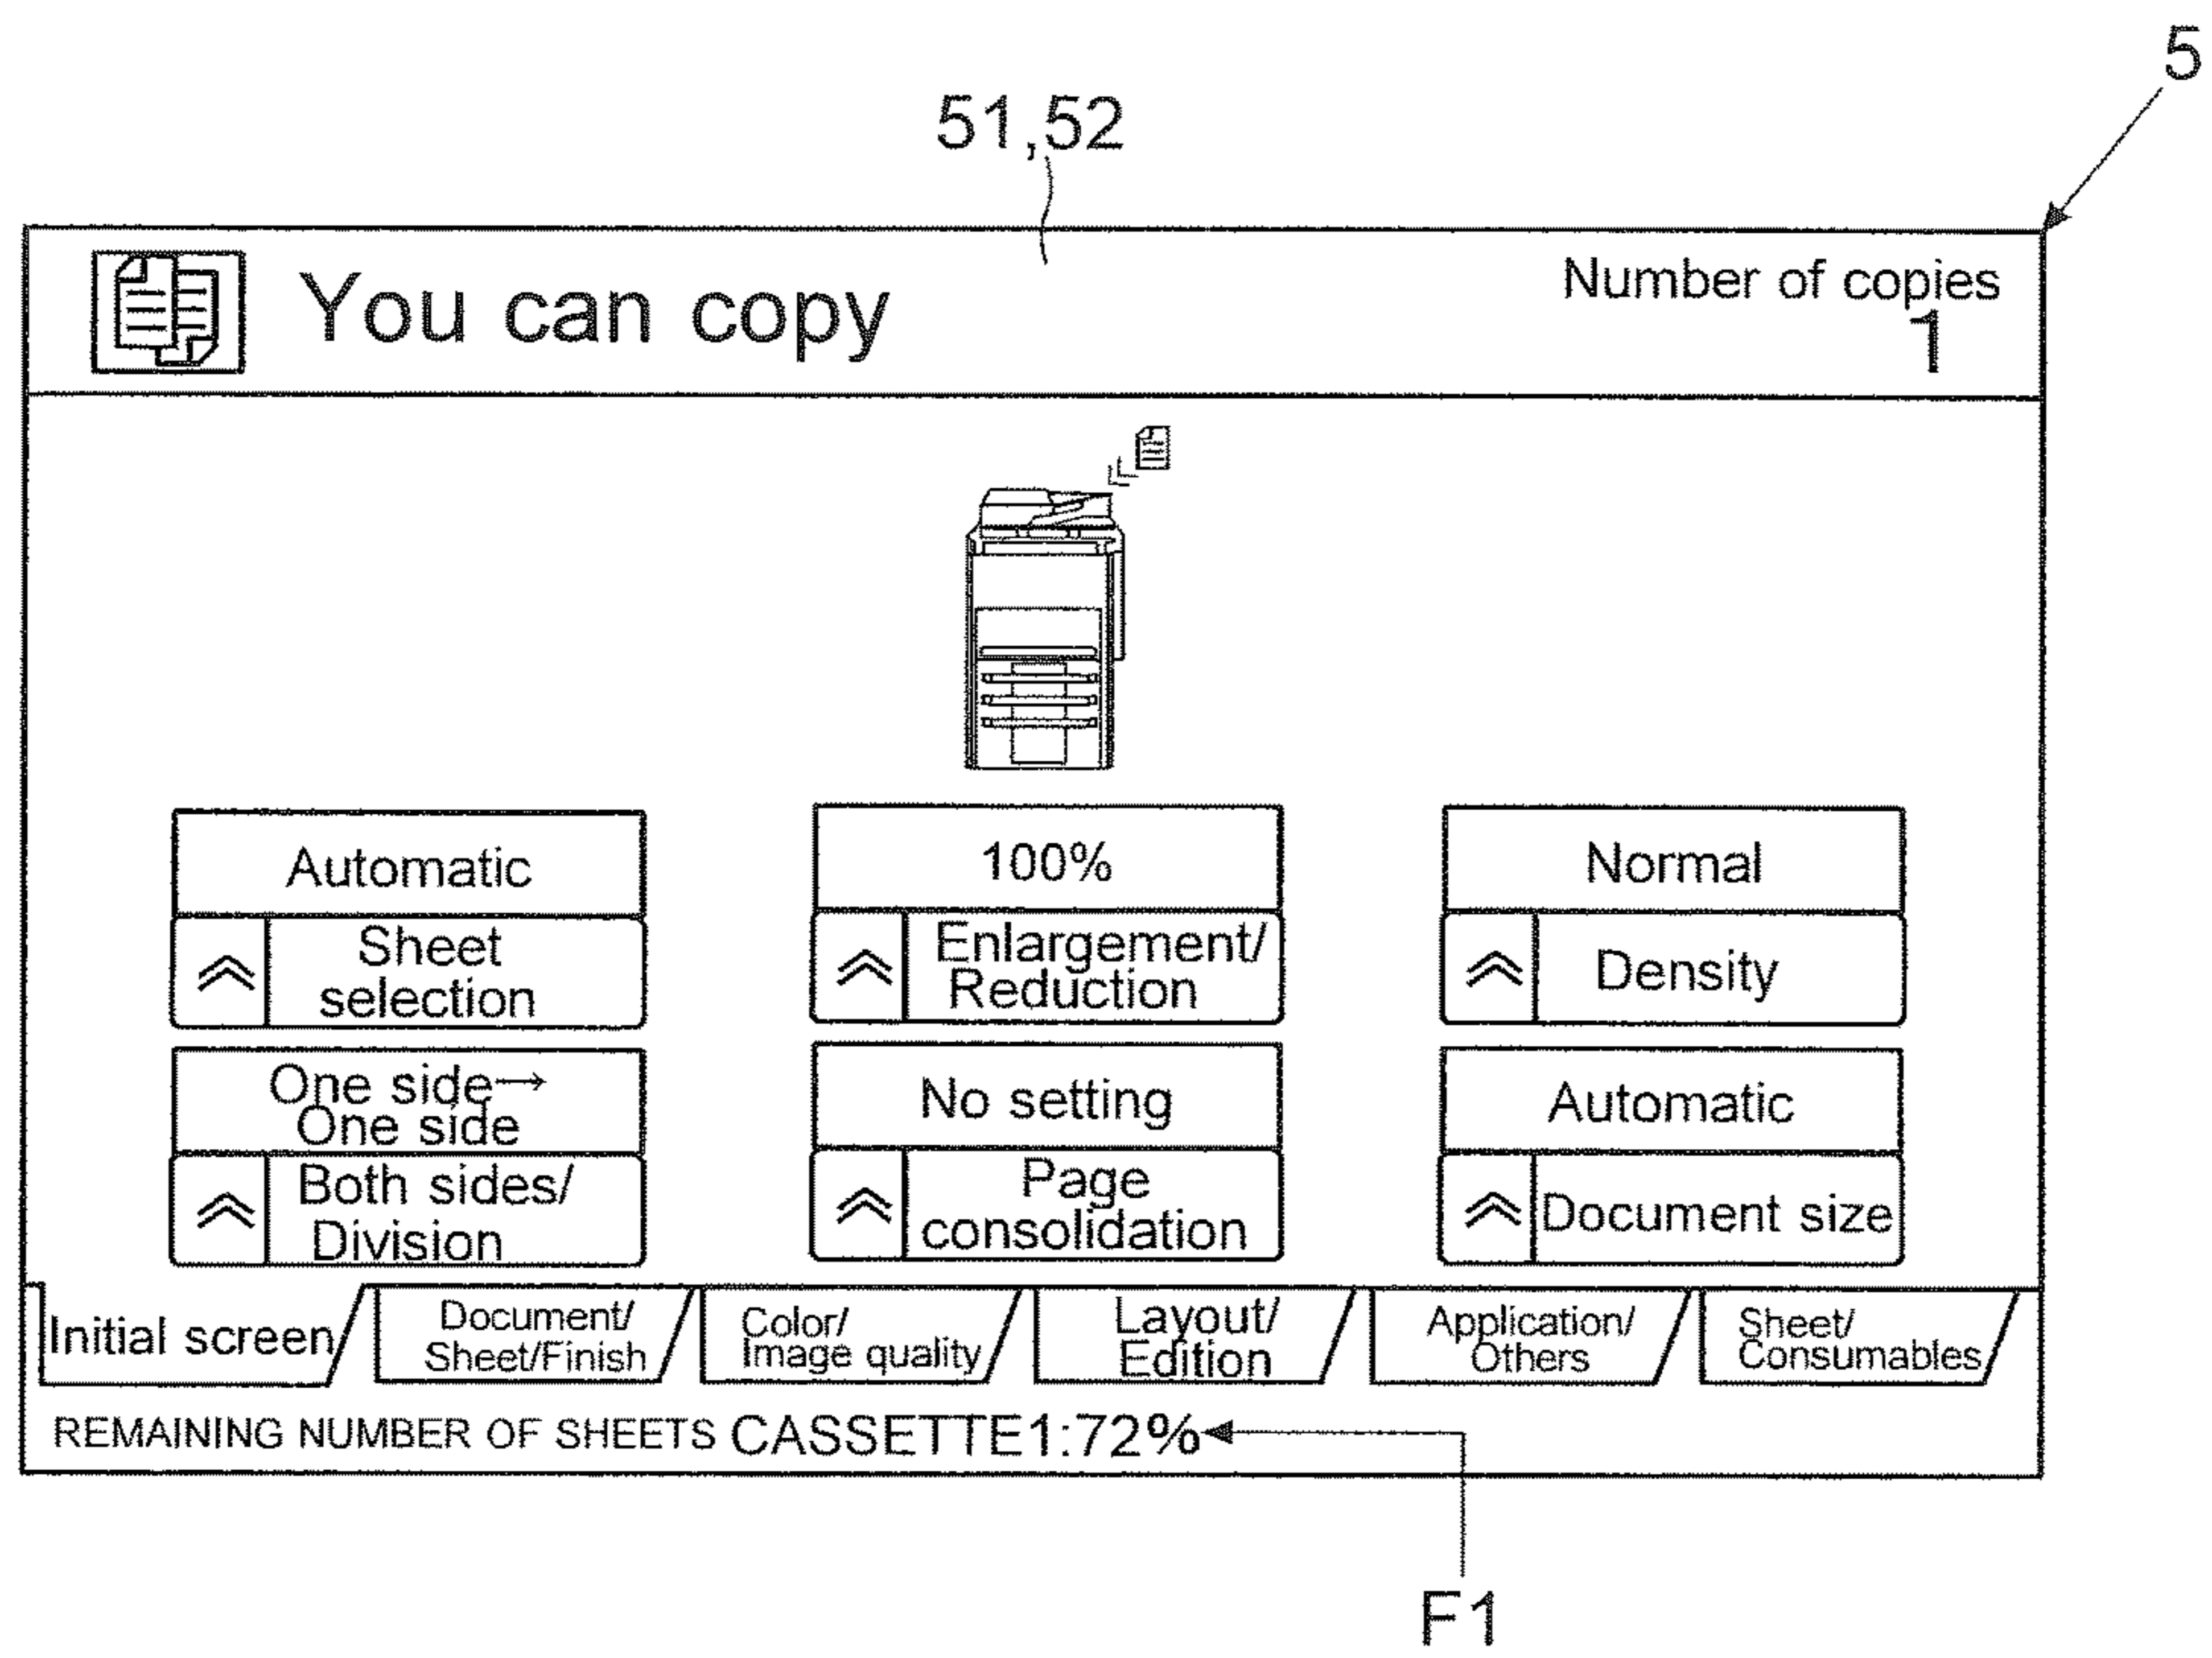 5
51,52
You can copy
Number of copies
1
Automatic
Sheet
selection
100%
Enlargement/
Reduction
Normal
Density
One side→
One side
Both sides/
Division
No setting
Page
consolidation
Automatic
Document size
Initial screen
Document/
Sheet/Finish
Color/
Image quality
Layout/
Edition
Application/
Others
Sheet/
Consumables
REMAINING NUMBER OF SHEETS CASSETTE1:72%
F1